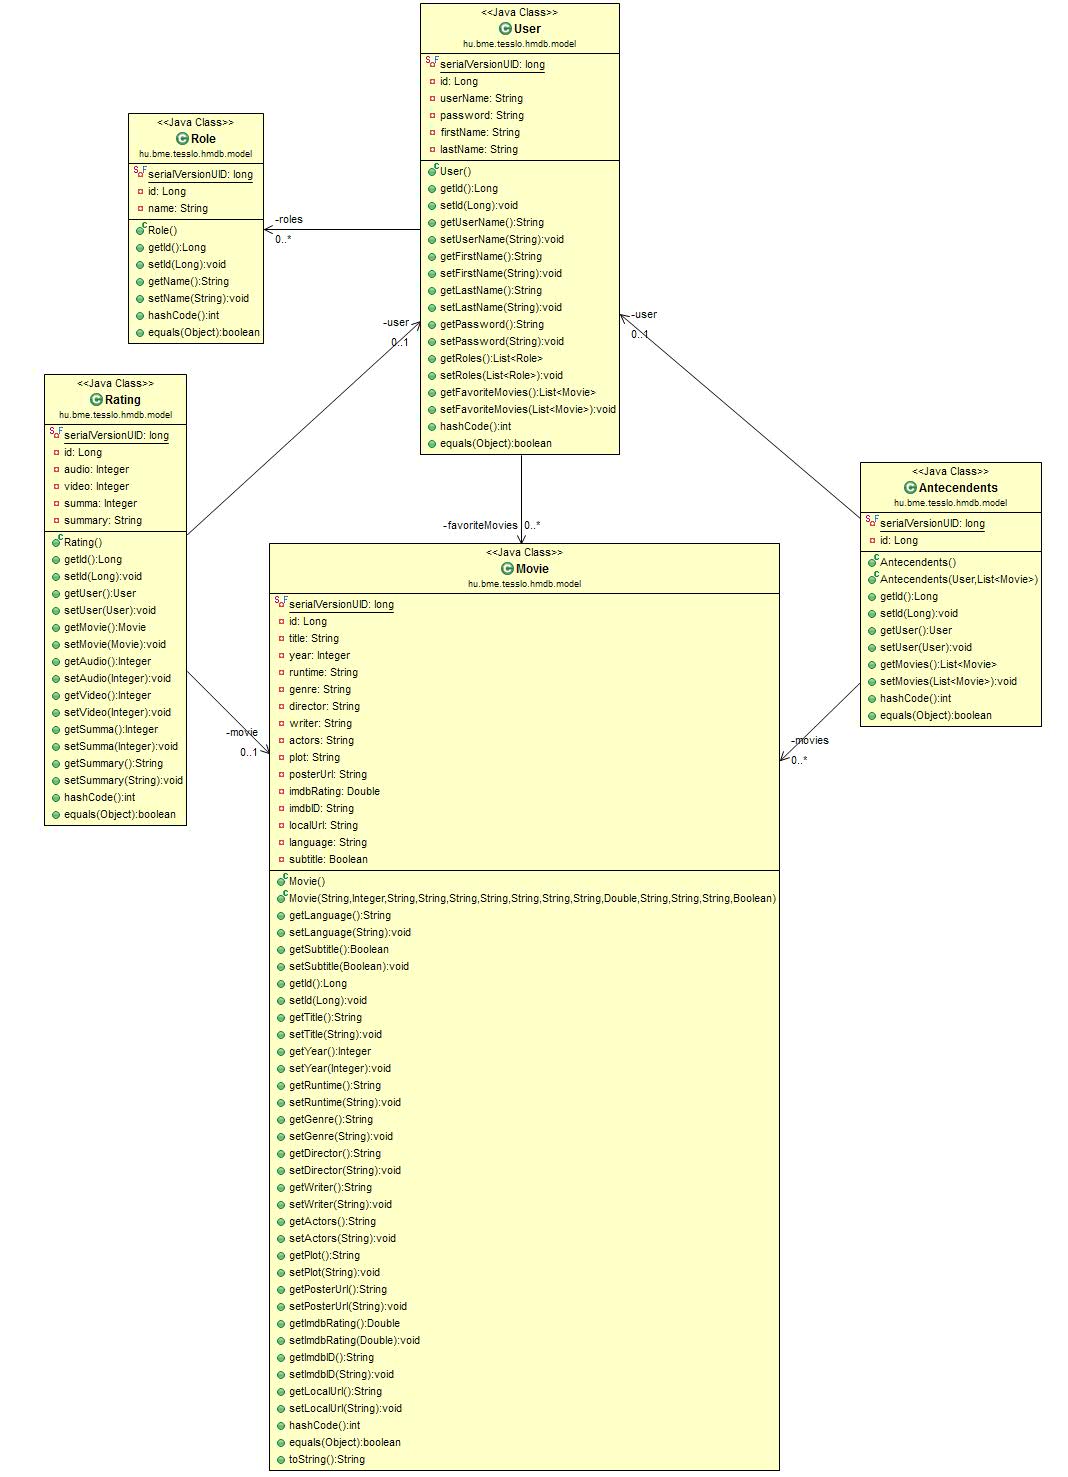 <<Java Class>>
User
hu.bme.tesslo.hmdb.model
serialVersionUID: long
id: Long
userName: String
password: String
firstName: String
lastName: String
User()
getId():Long
setId(Long):void
getUserName():String
setUserName(String):void
getFirstName():String
setFirstName(String):void
getLastName():String
setLastName(String):void
getPassword():String
setPassword(String):void
getRoles():List<Role>
setRoles(List<Role>):void
getFavoriteMovies():List<Movie>
setFavoriteMovies(List<Movie>):void
hashCode():int
equals(Object):boolean
<<Java Class>>
Role
hu.bme.tesslo.hmdb.model
serialVersionUID: long
id: Long
name: String
Role()
getId():Long
setId(Long):void
getName():String
setName(String):void
hashCode():int
equals(Object):boolean
-roles
0..*
-user
0..1
-user
0..1
<<Java Class>>
Rating
hu.bme.tesslo.hmdb.model
serialVersionUID: long
id: Long
audio: Integer
video: Integer
summa: Integer
summary: String
Rating()
getId():Long
setId(Long):void
getUser():User
setUser(User):void
getMovie():Movie
setMovie(Movie):void
getAudio():Integer
setAudio(Integer):void
getVideo():Integer
setVideo(Integer):void
getSumma():Integer
setSumma(Integer):void
getSummary():String
setSummary(String):void
hashCode():int
equals(Object):boolean
<<Java Class>>
Antecendents
hu.bme.tesslo.hmdb.model
serialVersionUID: long
id: Long
Antecendents()
Antecendents(User,List<Movie>)
getId():Long
setId(Long):void
getUser():User
setUser(User):void
getMovies():List<Movie>
setMovies(List<Movie>):void
hashCode():int
equals(Object):boolean
-favoriteMovies 0..*
-movie
0..1
-movies
0..*
<<Java Class>>
Movie
hu.bme.tesslo.hmdb.model
serialVersionUID: long
id: Long
title: String
year: Integer
runtime: String
genre: String
director: String
writer: String
actors: String
plot: String
posterUrl: String
imdbRating: Double
imdbID: String
localUrl: String
language: String
subtitle: Boolean
Movie()
Movie(String,Integer,String,String,String,String,String,String,String,Double,String,String,String,Boolean)
getLanguage():String
setLanguage(String):void
getSubtitle():Boolean
setSubtitle(Boolean):void
getId():Long
setId(Long):void
getTitle():String
setTitle(String):void
getYear():Integer
setYear(Integer):void
getRuntime():String
setRuntime(String):void
getGenre():String
setGenre(String):void
getDirector():String
setDirector(String):void
getWriter():String
setWriter(String):void
getActors():String
setActors(String):void
getPlot():String
setPlot(String):void
getPosterUrl():String
setPosterUrl(String):void
getImdbRating():Double
setImdbRating(Double):void
getImdbID():String
setImdbID(String):void
getLocalUrl():String
setLocalUrl(String):void
hashCode():int
equals(Object):boolean
toString():String